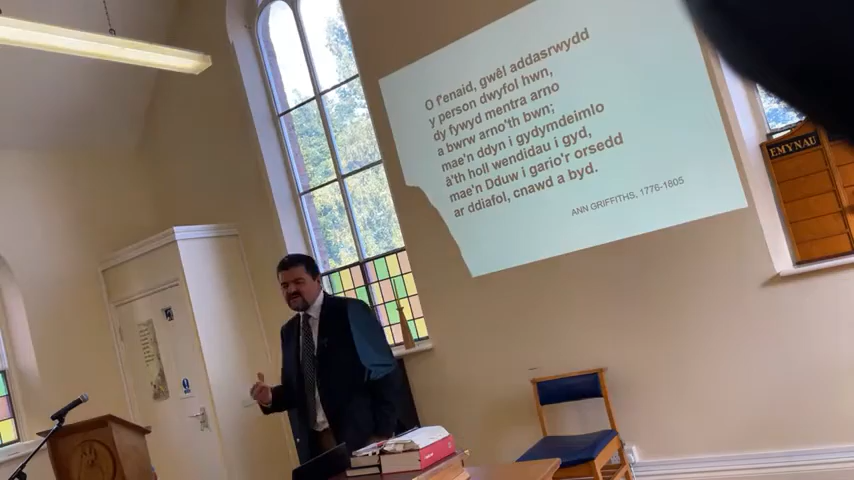 O f'enaid, gwêl addasrwydd
y person dwyfol hwn,
dy fywyd mentra arno
a bwrw arno'th bwn;
mae'n ddyn i gydymdeimlo
â'th holl wendidau i gyd,
mae'n Dduw i gario'r orsedd
ar ddiafol, cnawd a byd.
ANN GRIFFITHS, 1776-1805
EMYNAU